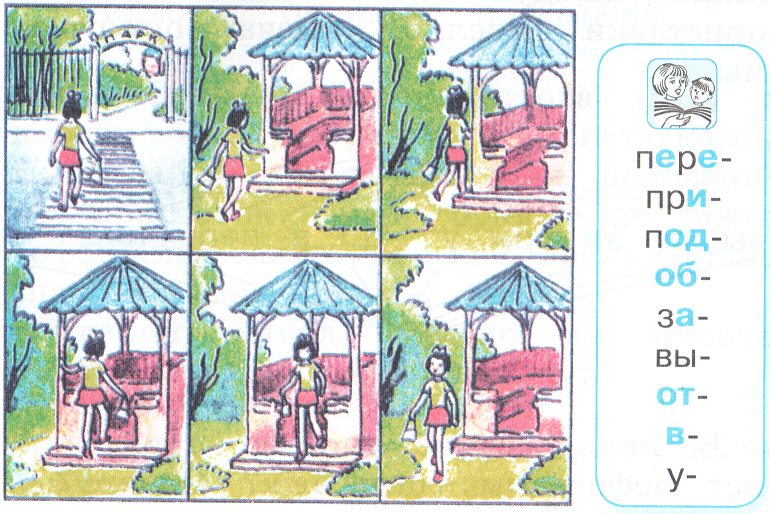 ПАРК
пере-
при-
под-
об-
за-
вы-
от-
в-
у-